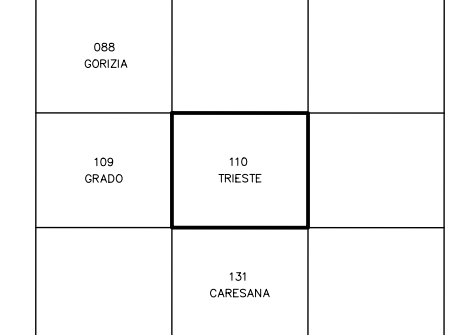 088
GORIZIA
109
GRADO
110
TRIESTE
131
CARESANA